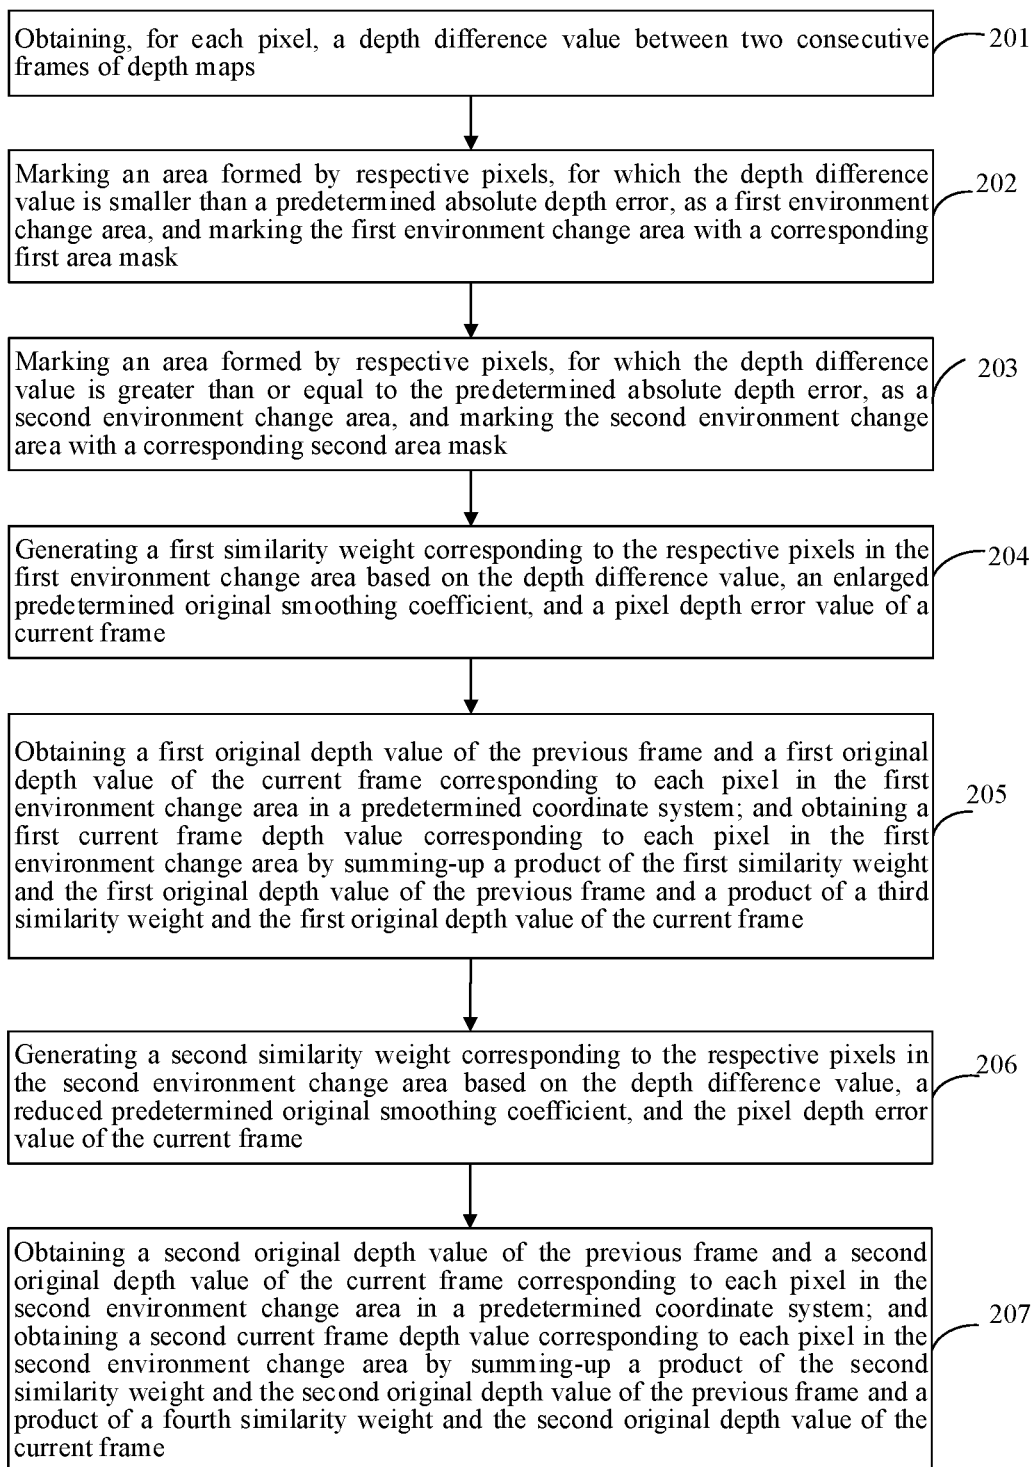 Obtaining, for each pixel, a depth difference value between two consecutive
frames of depth maps
201
Marking an area formed by respective pixels, for which the depth difference
value is smaller than a predetermined absolute depth error, as a first environment
change area, and marking the first environment change area with a corresponding
first area mask
202
Marking an area formed by respective pixels, for which the depth difference
value is greater than or equal to the predetermined absolute depth error, as a
second environment change area, and marking the second environment change
area with a corresponding second area mask
203
Generating a first similarity weight corresponding to the respective pixels in the
first environment change area based on the depth difference value, an enlarged
predetermined original smoothing coefficient, and a pixel depth error value of a
current frame
204
Obtaining a first original depth value of the previous frame and a first original
depth value of the current frame corresponding to each pixel in the first
environment change area in a predetermined coordinate system; and obtaining a
first current frame depth value corresponding to each pixel in the first
environment change area by summing-up a product of the first similarity weight
and the first original depth value of the previous frame and a product of a third
similarity weight and the first original depth value of the current frame
205
Generating a second similarity weight corresponding to the respective pixels in
the second environment change area based on the depth difference value, a
reduced predetermined original smoothing coefficient, and the pixel depth error
value of the current frame
206
Obtaining a second original depth value of the previous frame and a second
original depth value of the current frame corresponding to each pixel in the
second environment change area in a predetermined coordinate system; and
obtaining a second current frame depth value corresponding to each pixel in the
second environment change area by summing-up a product of the second
similarity weight and the second original depth value of the previous frame and a
product of a fourth similarity weight and the second original depth value of the
current frame
207